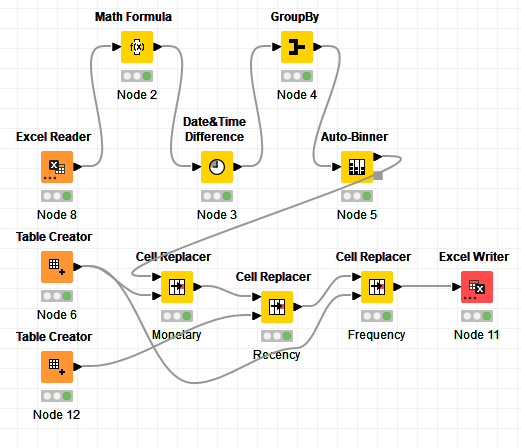 Math Formula
f(x)
Node 2
GroupBy
Node 4
Excel Reader
X
Node 8
Date&Time
Difference
Node 3
Auto-Binner
Node 5
Table Creator
Node 6
Cell Replacer
Monetary
Cell Replacer
Recency
Cell Replacer
Frequency
Excel Writer
X
Node 11
Table Creator
Node 12